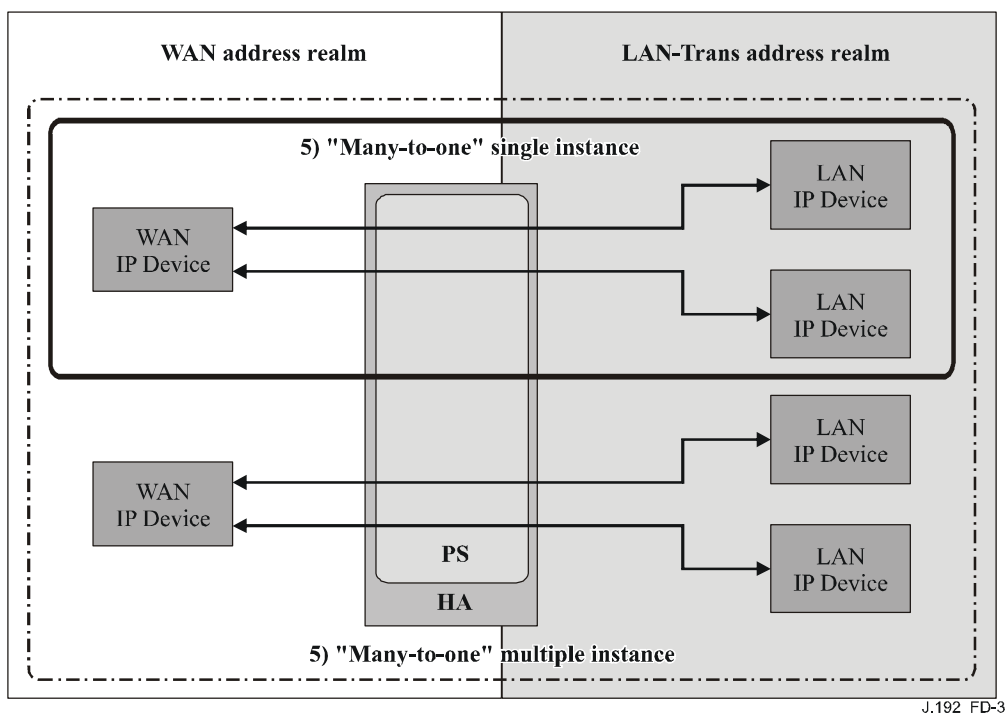 WAN address realm
LAN-Trans address realm
5) "Many-to-one" single instance
LAN
IP Device
WAN
IP Device
LAN
IP Device
LAN
IP Device
WAN
IP Device
LAN
IP Device
PS
HA
5) "Many-to-one" multiple instance
J.192_FD-3